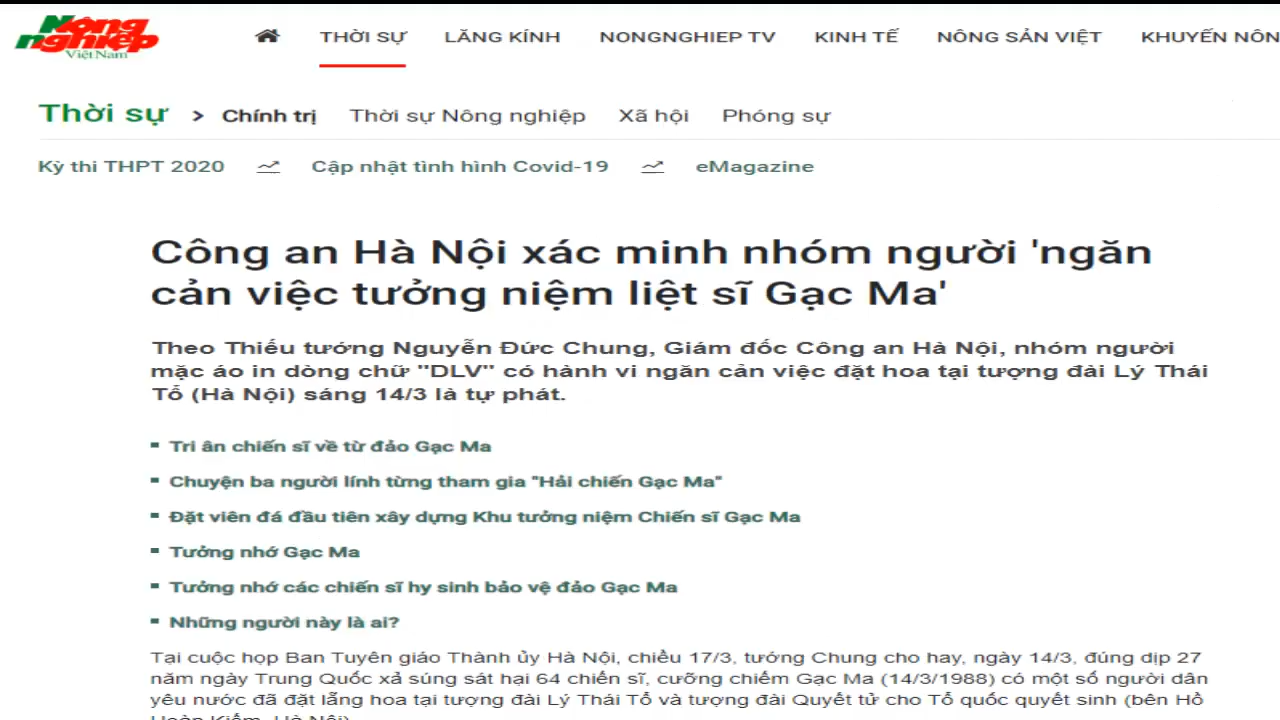 Nông
nghiệp
Việt Nam
THỜI SỰ LĂNG KÍNH NONGNGHIEP TV KINH TẾ NÔNG SẢN VIỆT KHUYẾN NÔN
Thời sự > Chính trị Thời sự Nông nghiệp Xã hội Phóng sự
Kỳ thi THPT 2020 Cập nhật tình hình Covid-19 eMagazine
Công an Hà Nội xác minh nhóm người 'ngăn
cản việc tưởng niệm liệt sĩ Gạc Ma'
Theo Thiếu tướng Nguyễn Đức Chung, Giám đốc Công an Hà Nội, nhóm người
mặc áo in dòng chữ "DLV" có hành vi ngăn cản việc đặt hoa tại tượng đài Lý Thái
Tổ (Hà Nội) sáng 14/3 là tự phát.
Tri ân chiến sĩ về từ đảo Gạc Ma
Chuyện ba người lính từng tham gia "Hải chiến Gạc Ma"
Đặt viên đá đầu tiên xây dựng Khu tưởng niệm Chiến sĩ Gạc Ma
Tưởng nhớ Gạc Ma
Tưởng nhớ các chiến sĩ hy sinh bảo vệ đảo Gạc Ma
Những người này là ai?
Tại cuộc họp Ban Tuyên giáo Thành ủy Hà Nội, chiều 17/3, tướng Chung cho hay, ngày 14/3, đúng dịp 27
năm ngày Trung Quốc xả súng sát hại 64 chiến sĩ, cưỡng chiếm Gạc Ma (14/3/1988) có một số người dân
yêu nước đã đặt lẵng hoa tại tượng đài Lý Thái Tổ và tượng đài Quyết tử cho Tổ quốc quyết sinh (bên Hồ
Hoàn Kiếm, Hà Nội)